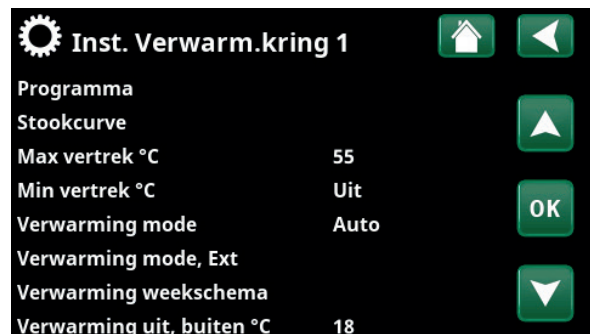 Inst. Verwarm.kring 1
Programma
Stookcurve
Max vertrek °C 55
Min vertrek °C Uit
Verwarming mode Auto
OK
Verwarming mode, Ext
Verwarming weekschema
Verwarming uit, buiten °C 18